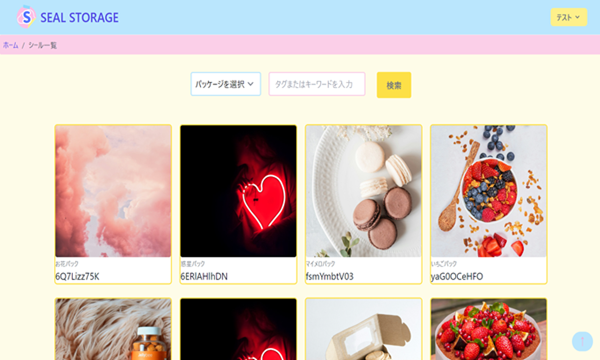 S SEAL STORAGE
テスト
ホーム / シール一覧
パッケージを選択
タグまたはキーワードを入力
検索
お花パック
6Q7Lizz75K
惑星パック
6ERlAHlhDN
マイメロパック
fsmYmbtV03
いちごパック
yaG0OCeHFO
↑